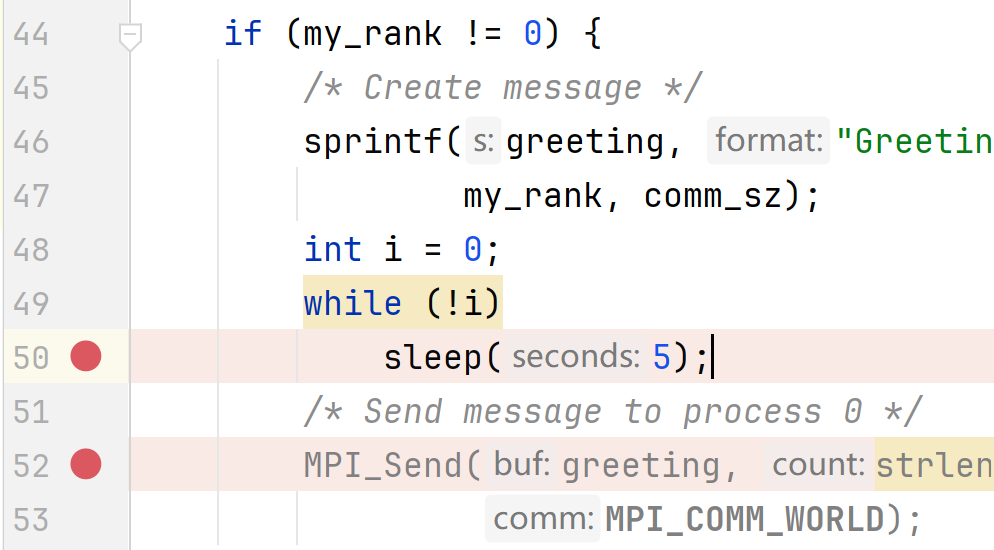 44 if (my_rank != 0) {
45 /* Create message */
46 sprintf( s: greeting, format: "Greetin
47 my_rank, comm_sz);
48 int i = 0;
49 while (!i)
50 sleep( seconds: 5);
51 /* Send message to process 0 */
52 MPI_Send( buf: greeting, count: strlen
53 comm: MPI_COMM_WORLD);